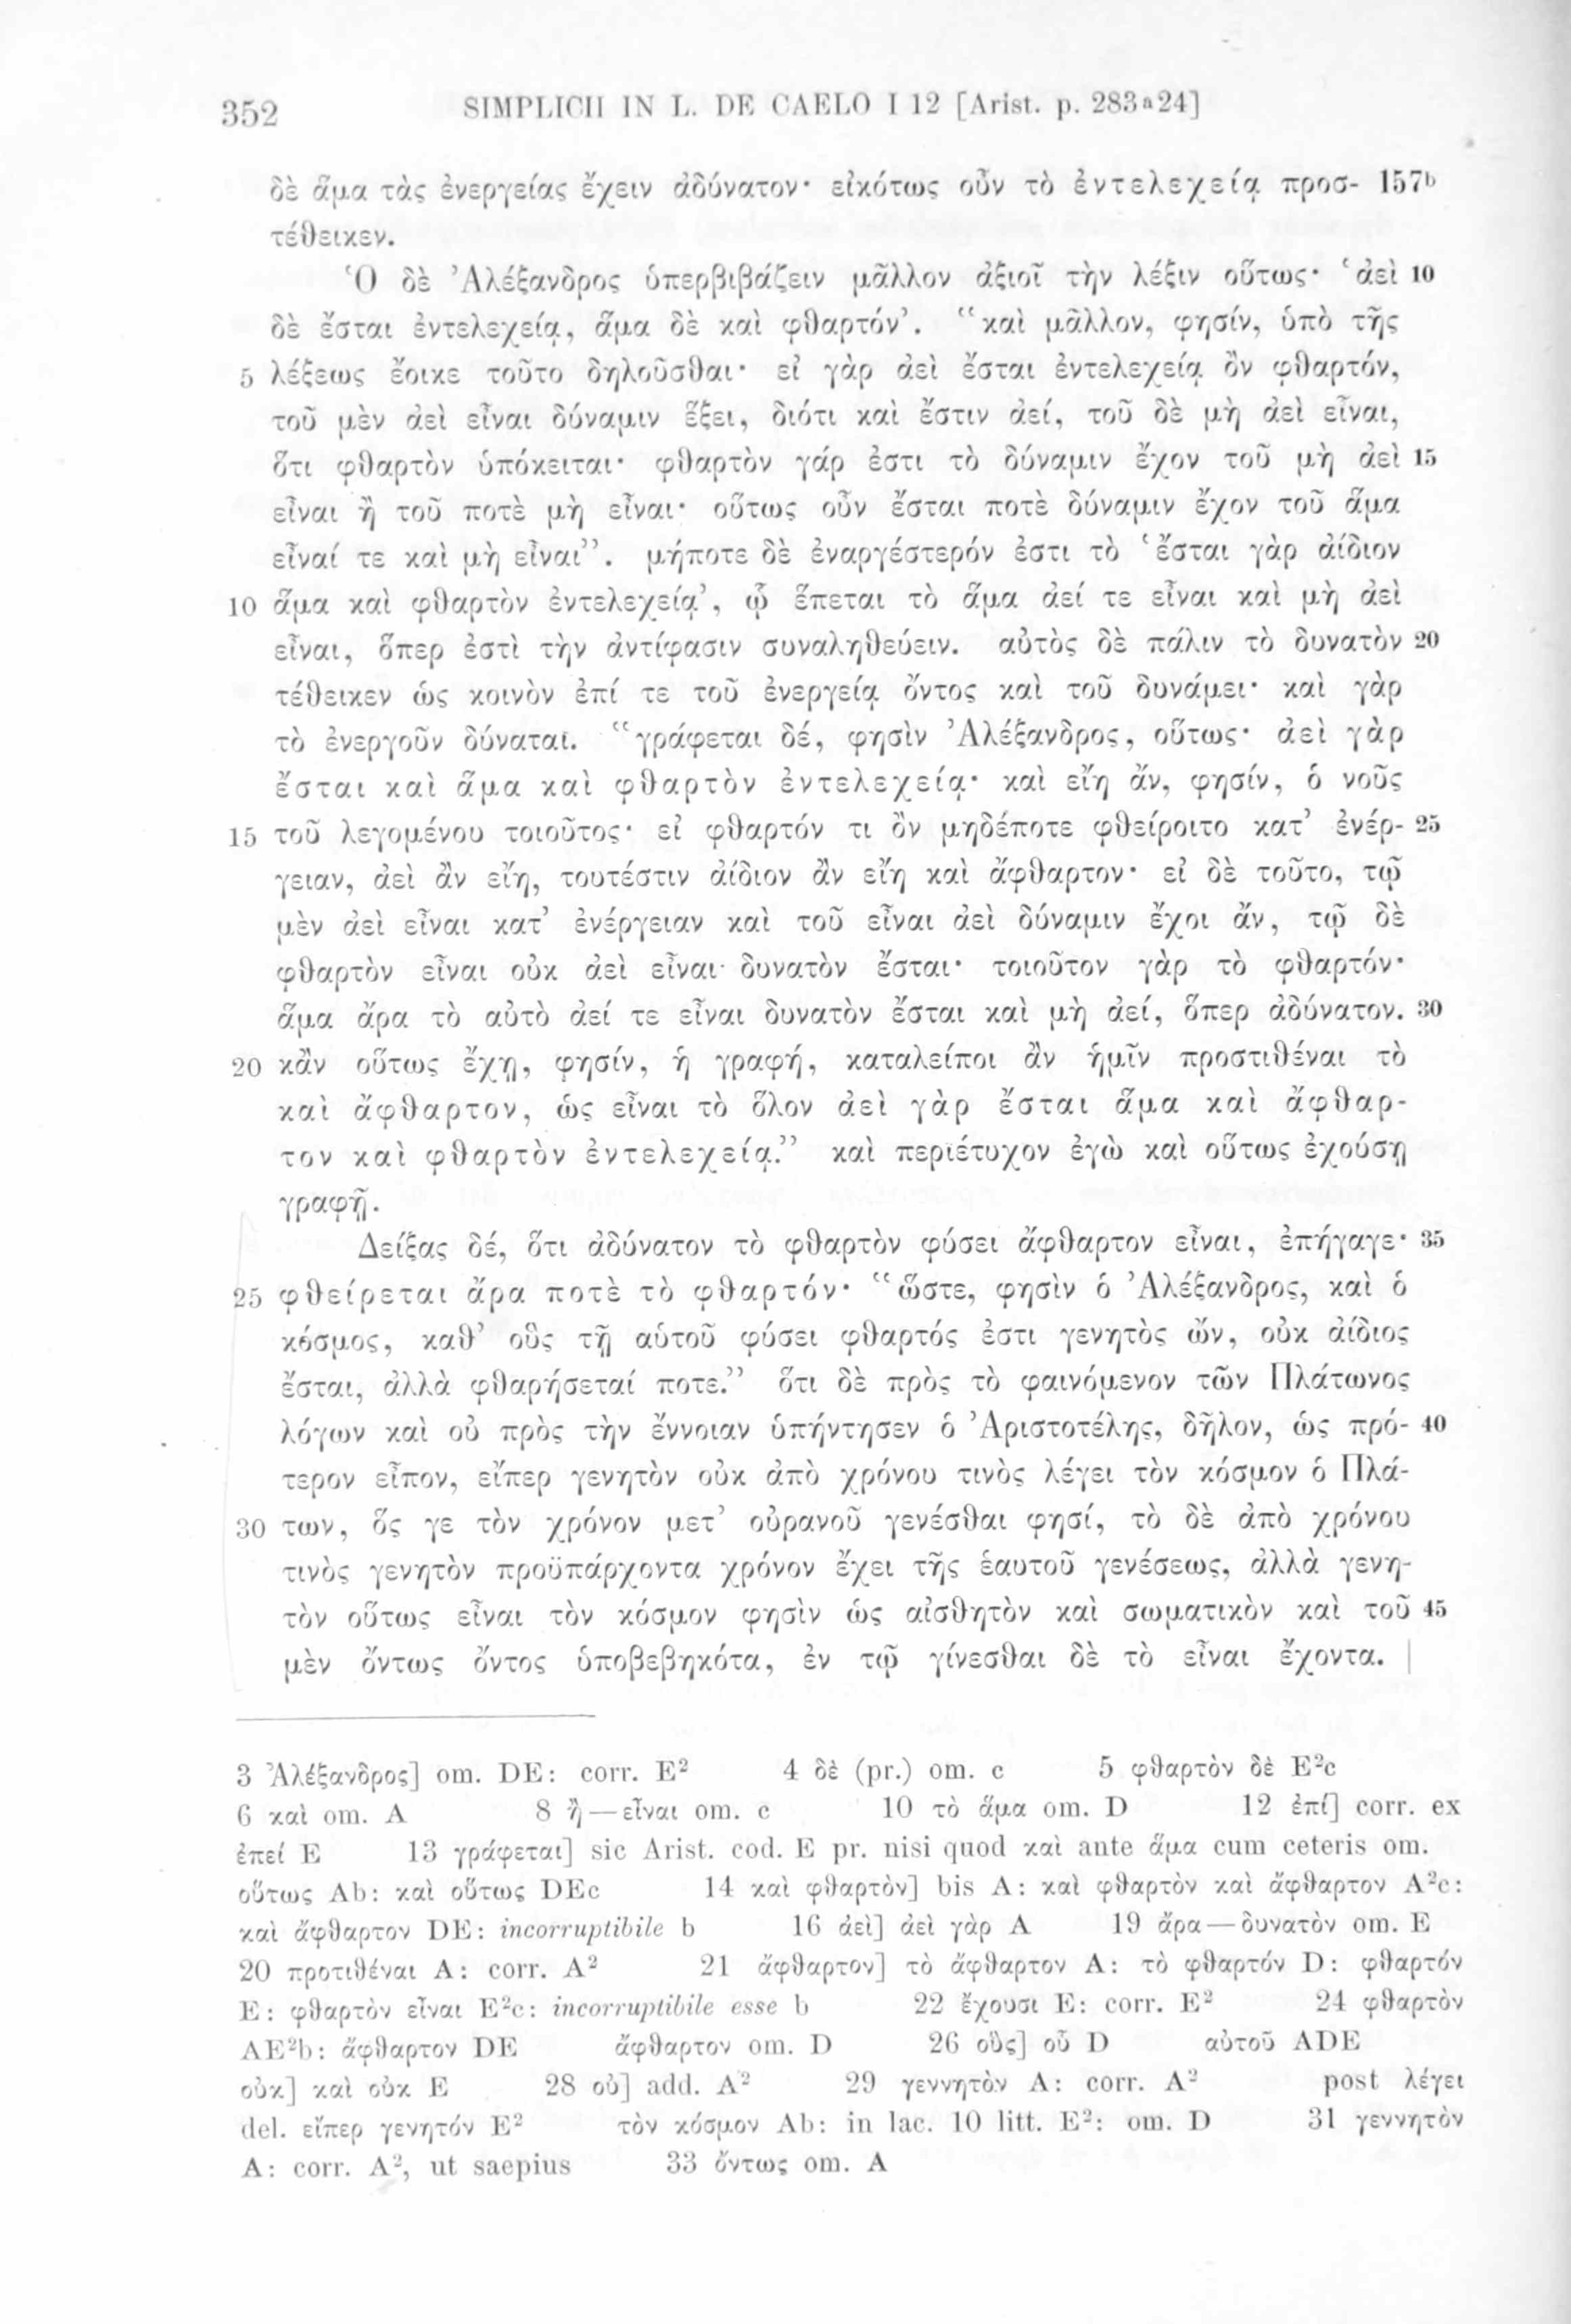 352 SIMPLICII IN L. DE CAELO I 12 [Arist. p. 283a24]
δὲ ἅμα τὰς ἐνεργείας ἔχειν ἀδύνατον· εἰκότως οὖν τὸ ἐντελεχείᾳ προσ- 157b
τέθεικεν.
Ὁ δὲ Ἀλέξανδρος ὑπερβιβάζειν μᾶλλον ἀξιοῖ τὴν λέξιν οὕτως· ‘ἀεὶ 10
δὲ ἔσται ἐντελεχείᾳ, ἅμα δὲ καὶ φθαρτόν’. “καὶ μᾶλλον, φησίν, ὑπὸ τῆς
5 λέξεως ἔοικε τοῦτο δηλοῦσθαι· εἰ γὰρ ἀεὶ ἔσται ἐντελεχείᾳ ὂν φθαρτόν,
τοῦ μὲν ἀεὶ εἶναι δύναμιν ἕξει, διότι καὶ ἔστιν ἀεί, τοῦ δὲ μὴ ἀεὶ εἶναι,
ὅτι φθαρτὸν ὑπόκειται· φθαρτὸν γάρ ἐστι τὸ δύναμιν ἔχον τοῦ μὴ ἀεὶ 15
εἶναι ἢ τοῦ ποτὲ μὴ εἶναι· οὕτως οὖν ἔσται ποτὲ δύναμιν ἔχον τοῦ ἅμα
εἶναί τε καὶ μὴ εἶναι”. μήποτε δὲ ἐναργέστερόν ἐστι τὸ ‘ἔσται γὰρ ἀίδιον
10 ἅμα καὶ φθαρτὸν ἐντελεχείᾳ’, ᾧ ἕπεται τὸ ἅμα ἀεί τε εἶναι καὶ μὴ ἀεὶ
εἶναι, ὅπερ ἐστὶ τὴν ἀντίφασιν συναληθεύειν. αὐτὸς δὲ πάλιν τὸ δυνατὸν 20
τέθεικεν ὡς κοινὸν ἐπί τε τοῦ ἐνεργείᾳ ὄντος καὶ τοῦ δυνάμει· καὶ γὰρ
τὸ ἐνεργοῦν δύναται. “γράφεται δέ, φησὶν Ἀλέξανδρος, οὕτως· ἀεὶ γὰρ
ἔσται καὶ ἅμα καὶ φθαρτὸν ἐντελεχείᾳ· καὶ εἴη ἄν, φησίν, ὁ νοῦς
15 τοῦ λεγομένου τοιοῦτος· εἰ φθαρτόν τι ὂν μηδέποτε φθείροιτο κατ’ ἐνέρ- 25
γειαν, ἀεὶ ἂν εἴη, τουτέστιν ἀίδιον ἂν εἴη καὶ ἄφθαρτον· εἰ δὲ τοῦτο, τῷ
μὲν ἀεὶ εἶναι κατ’ ἐνέργειαν καὶ τοῦ εἶναι ἀεὶ δύναμιν ἔχοι ἄν, τῷ δὲ
φθαρτὸν εἶναι οὐκ ἀεὶ εἶναι δυνατὸν ἔσται· τοιοῦτον γὰρ τὸ φθαρτόν·
ἅμα ἄρα τὸ αὐτὸ ἀεί τε εἶναι δυνατὸν ἔσται καὶ μὴ ἀεί, ὅπερ ἀδύνατον. 30
20 κἂν οὕτως ἔχῃ, φησίν, ἡ γραφή, καταλείποι ἂν ἡμῖν προστιθέναι τὸ
καὶ ἄφθαρτον, ὡς εἶναι τὸ ὅλον ἀεὶ γὰρ ἔσται ἅμα καὶ ἄφθαρ-
τον καὶ φθαρτὸν ἐντελεχείᾳ.” καὶ περιέτυχον ἐγὼ καὶ οὕτως ἐχούσῃ
γραφῇ.
Δείξας δέ, ὅτι ἀδύνατον τὸ φθαρτὸν φύσει ἄφθαρτον εἶναι, ἐπήγαγε· 35
25 φθείρεται ἄρα ποτὲ τὸ φθαρτόν· “ὥστε, φησὶν ὁ Ἀλέξανδρος, καὶ ὁ
κόσμος, καθ’ οὓς τῇ αὑτοῦ φύσει φθαρτός ἐστι γενητὸς ὤν, οὐκ ἀίδιος
ἔσται, ἀλλὰ φθαρήσεταί ποτε.” ὅτι δὲ πρὸς τὸ φαινόμενον τῶν Πλάτωνος
λόγων καὶ οὐ πρὸς τὴν ἔννοιαν ὑπήντησεν ὁ Ἀριστοτέλης, δῆλον, ὡς πρό- 40
τερον εἶπον, εἴπερ γενητὸν οὐκ ἀπὸ χρόνου τινὸς λέγει τὸν κόσμον ὁ Πλά-
30 των, ὅς γε τὸν χρόνον μετ’ οὐρανοῦ γενέσθαι φησί, τὸ δὲ ἀπὸ χρόνου
τινὸς γενητὸν προϋπάρχοντα χρόνον ἔχει τῆς ἑαυτοῦ γενέσεως, ἀλλὰ γενη-
τὸν οὕτως εἶναι τὸν κόσμον φησὶν ὡς αἰσθητὸν καὶ σωματικὸν καὶ τοῦ 45
μὲν ὄντως ὄντος ὑποβεβηκότα, ἐν τῷ γίνεσθαι δὲ τὸ εἶναι ἔχοντα. |
3 Ἀλέξανδρος] om. DE: corr. E² 4 δὲ (pr.) om. c 5 φθαρτὸν δὲ E²c
6 καὶ om. A 8 ἢ—εἶναι om. c 10 τὸ ἅμα om. D 12 ἐπί] corr. ex
ἐπεί E 13 γράφεται] sic Arist. cod. E pr. nisi quod καὶ ante ἅμα cum ceteris om.
οὕτως Ab: καὶ οὕτως DEc 14 καὶ φθαρτὸν] bis A: καὶ φθαρτὸν καὶ ἄφθαρτον A²c:
καὶ ἄφθαρτον DE: incorruptibile b 16 ἀεὶ] ἀεὶ γὰρ A 19 ἄρα—δυνατὸν om. E
20 προτιθέναι A: corr. A² 21 ἄφθαρτον] τὸ ἄφθαρτον A: τὸ φθαρτόν D: φθαρτόν
E: φθαρτὸν εἶναι E²c: incorruptibile esse b 22 ἔχουσι E: corr. E² 24 φθαρτὸν
AE²b: ἄφθαρτον DE ἄφθαρτον om. D 26 οὓς] οὗ D αὐτοῦ ADE
οὐκ] καὶ οὐκ E 28 οὐ] add. A² 29 γεννητὸν A: corr. A² post λέγει
del. εἴπερ γενητόν E² τὸν κόσμον Ab: in lac. 10 litt. E²: om. D 31 γεννητὸν
A: corr. A², ut saepius 33 ὄντως om. A